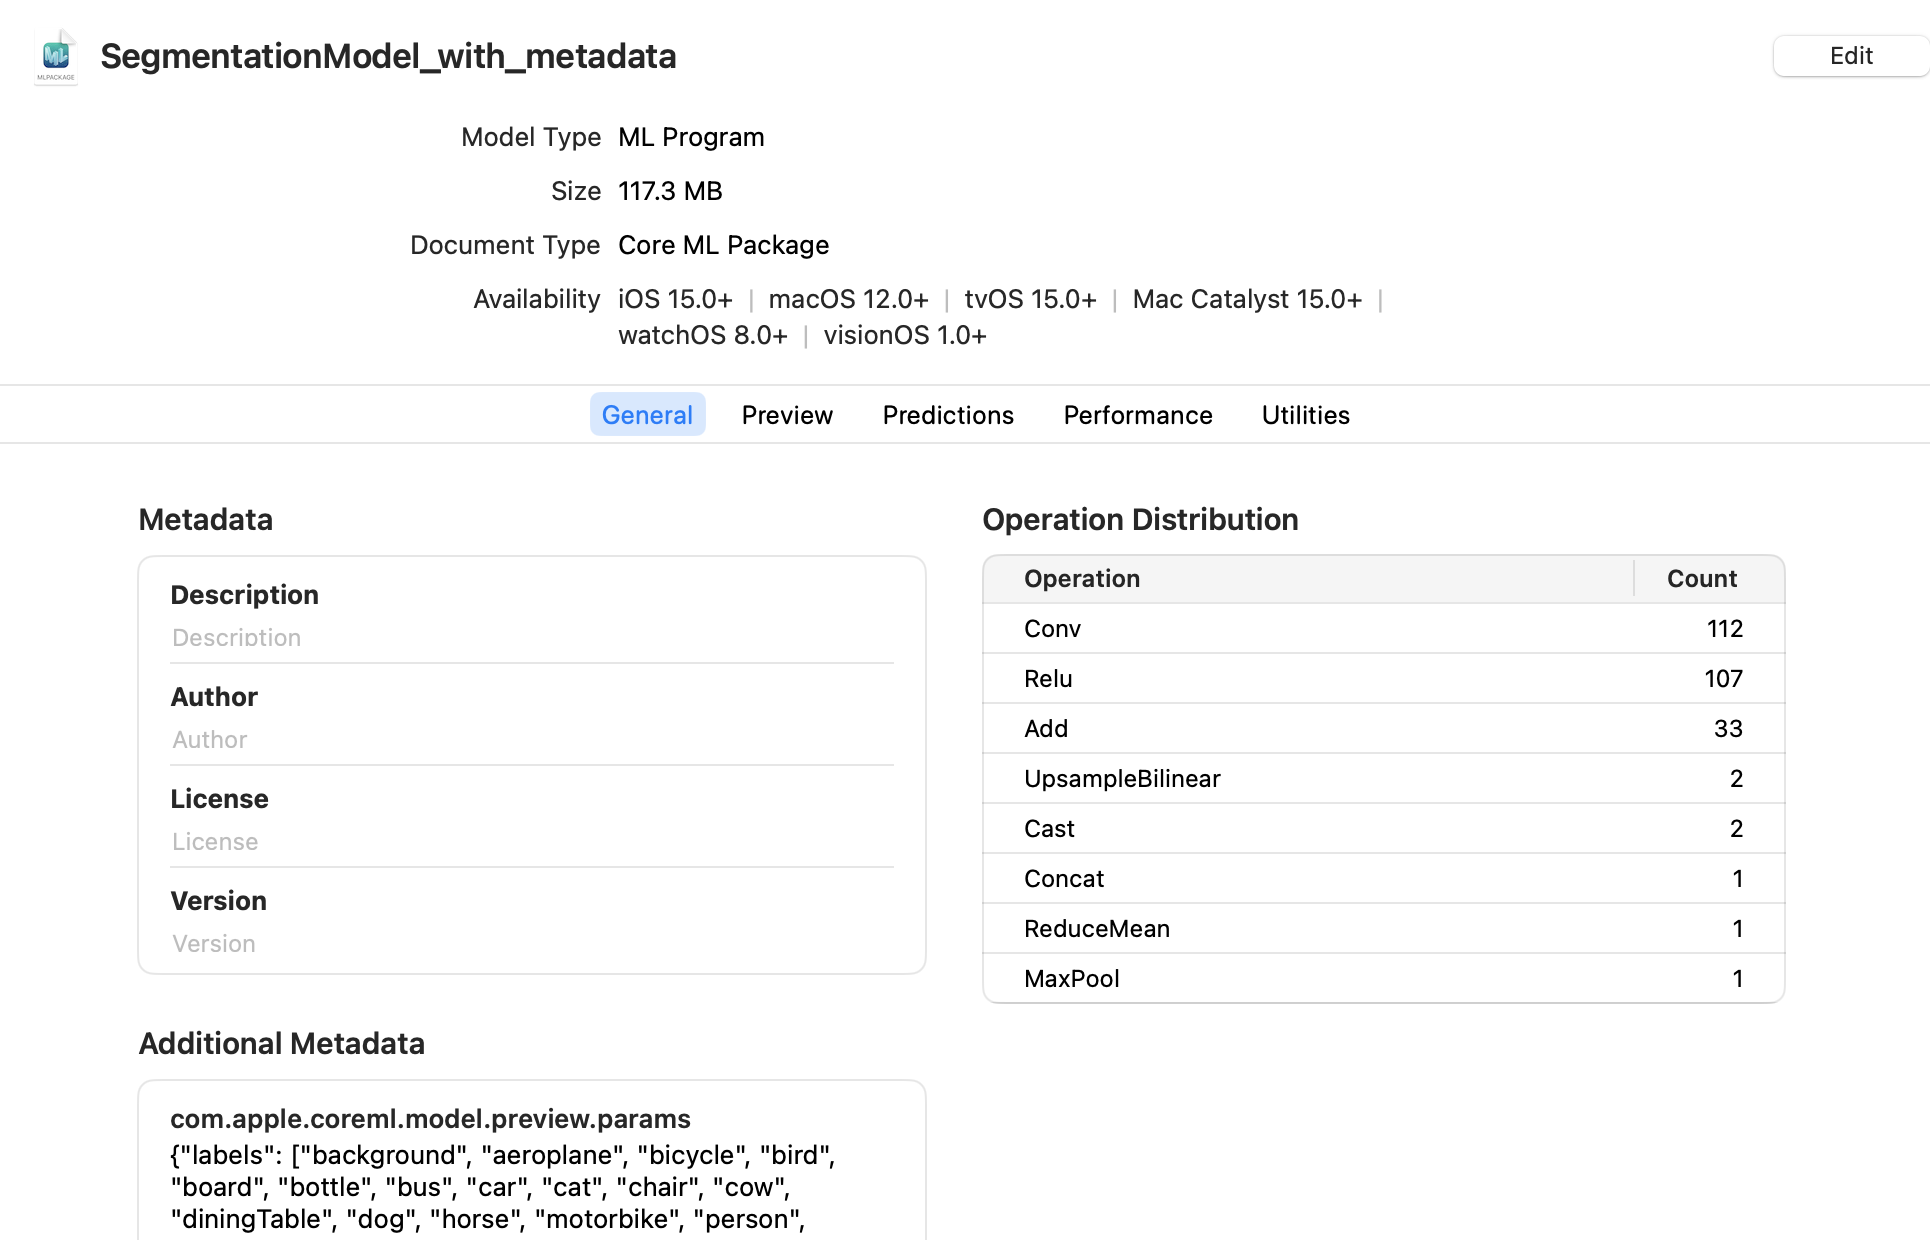 MLPACKAGE
SegmentationModel_with_metadata
Edit
Model Type ML Program
Size 117.3 MB
Document Type Core ML Package
Availability iOS 15.0+ | macOS 12.0+ | tvOS 15.0+ | Mac Catalyst 15.0+ |
watchOS 8.0+ | visionOS 1.0+
General Preview Predictions Performance Utilities
Metadata
Description
Description
Author
Author
License
License
Version
Version
Additional Metadata
com.apple.coreml.model.preview.params
{"labels": ["background", "aeroplane", "bicycle", "bird",
"board", "bottle", "bus", "car", "cat", "chair", "cow",
"diningTable", "dog", "horse", "motorbike", "person",
Operation Distribution
Operation Count
Conv 112
Relu 107
Add 33
UpsampleBilinear 2
Cast 2
Concat 1
ReduceMean 1
MaxPool 1